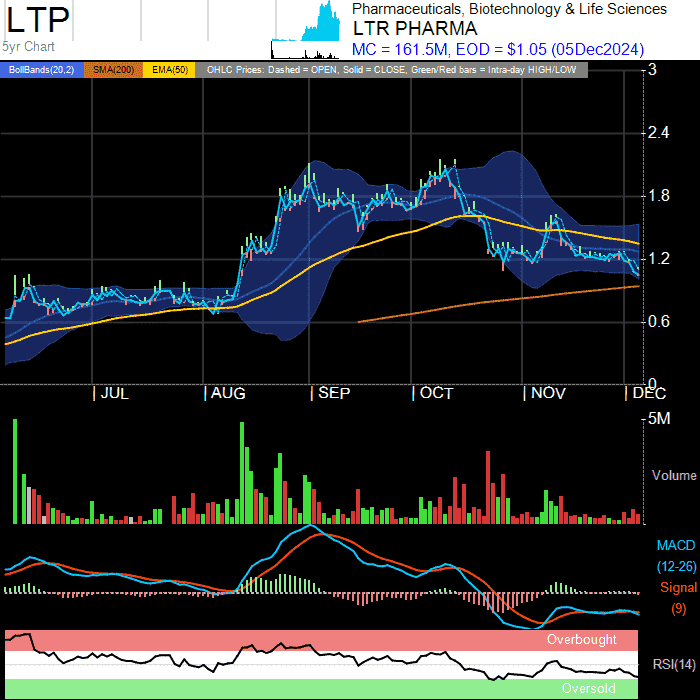 LTP
5yr Chart
Pharmaceuticals, Biotechnology & Life Sciences
LTR PHARMA
MC = 161.5M, EOD = $1.05 (05Dec2024)
BollBands(20,2) SMA(200) EMA(50) OHLC Prices: Dashed = OPEN, Solid = CLOSE, Green/Red bars = Intra-day HIGH/LOW
3
2.4
1.8
1.2
0.6
0
| JUL | AUG | SEP | OCT | NOV | DEC
5M
Volume
MACD
(12-26)
Signal
(9)
Overbought
RSI(14)
Oversold